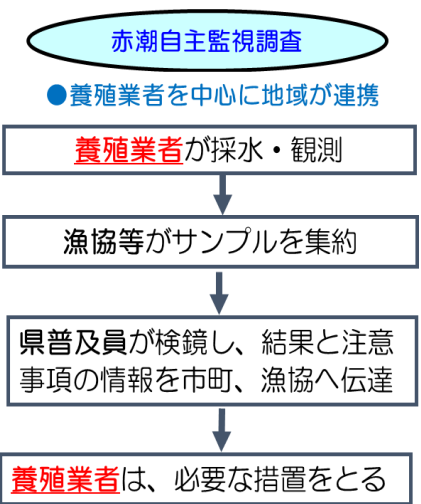 赤潮自主監視調査
●養殖業者を中心に地域が連携
養殖業者が採水・観測
漁協等がサンプルを集約
県普及員が検鏡し、結果と注意
事項の情報を市町、漁協へ伝達
養殖業者は、必要な措置をとる